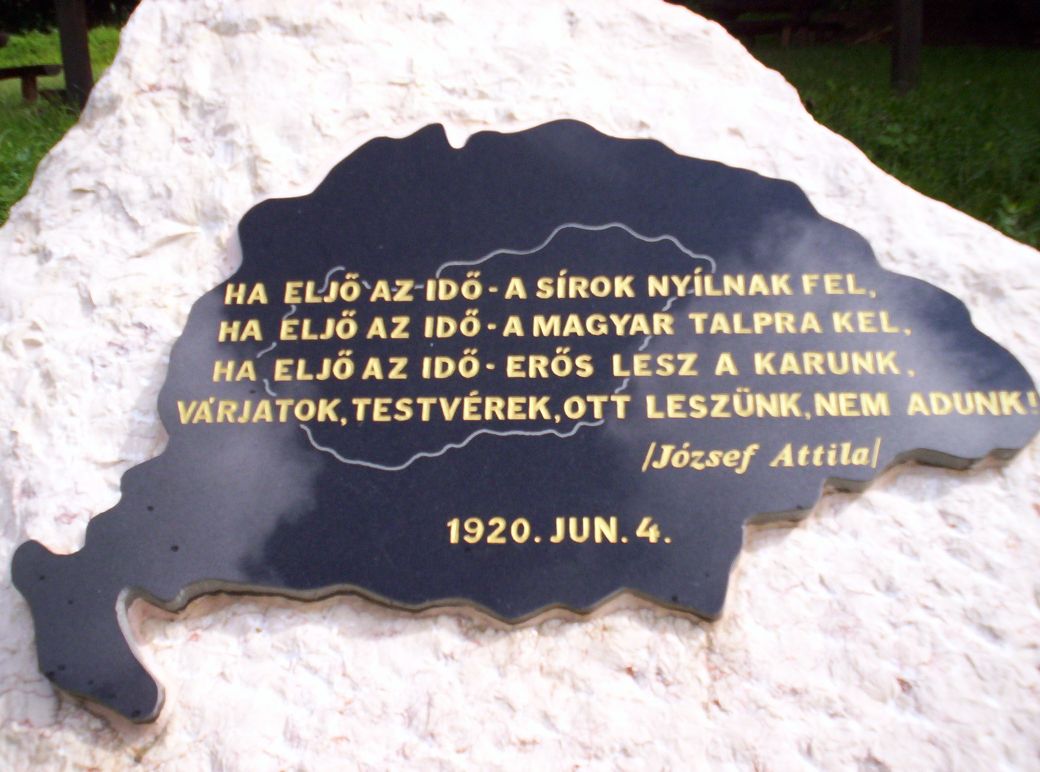 HA ELJŐ AZ IDŐ - A SÍROK NYÍLNAK FEL,
HA ELJŐ AZ IDŐ - A MAGYAR TALPRA KEL,
HA ELJŐ AZ IDŐ - ERŐS LESZ A KARUNK,
VÁRJATOK, TESTVÉREK, OTT LESZÜNK, NEM ADUNK!
/József Attila/
1920. JUN. 4.